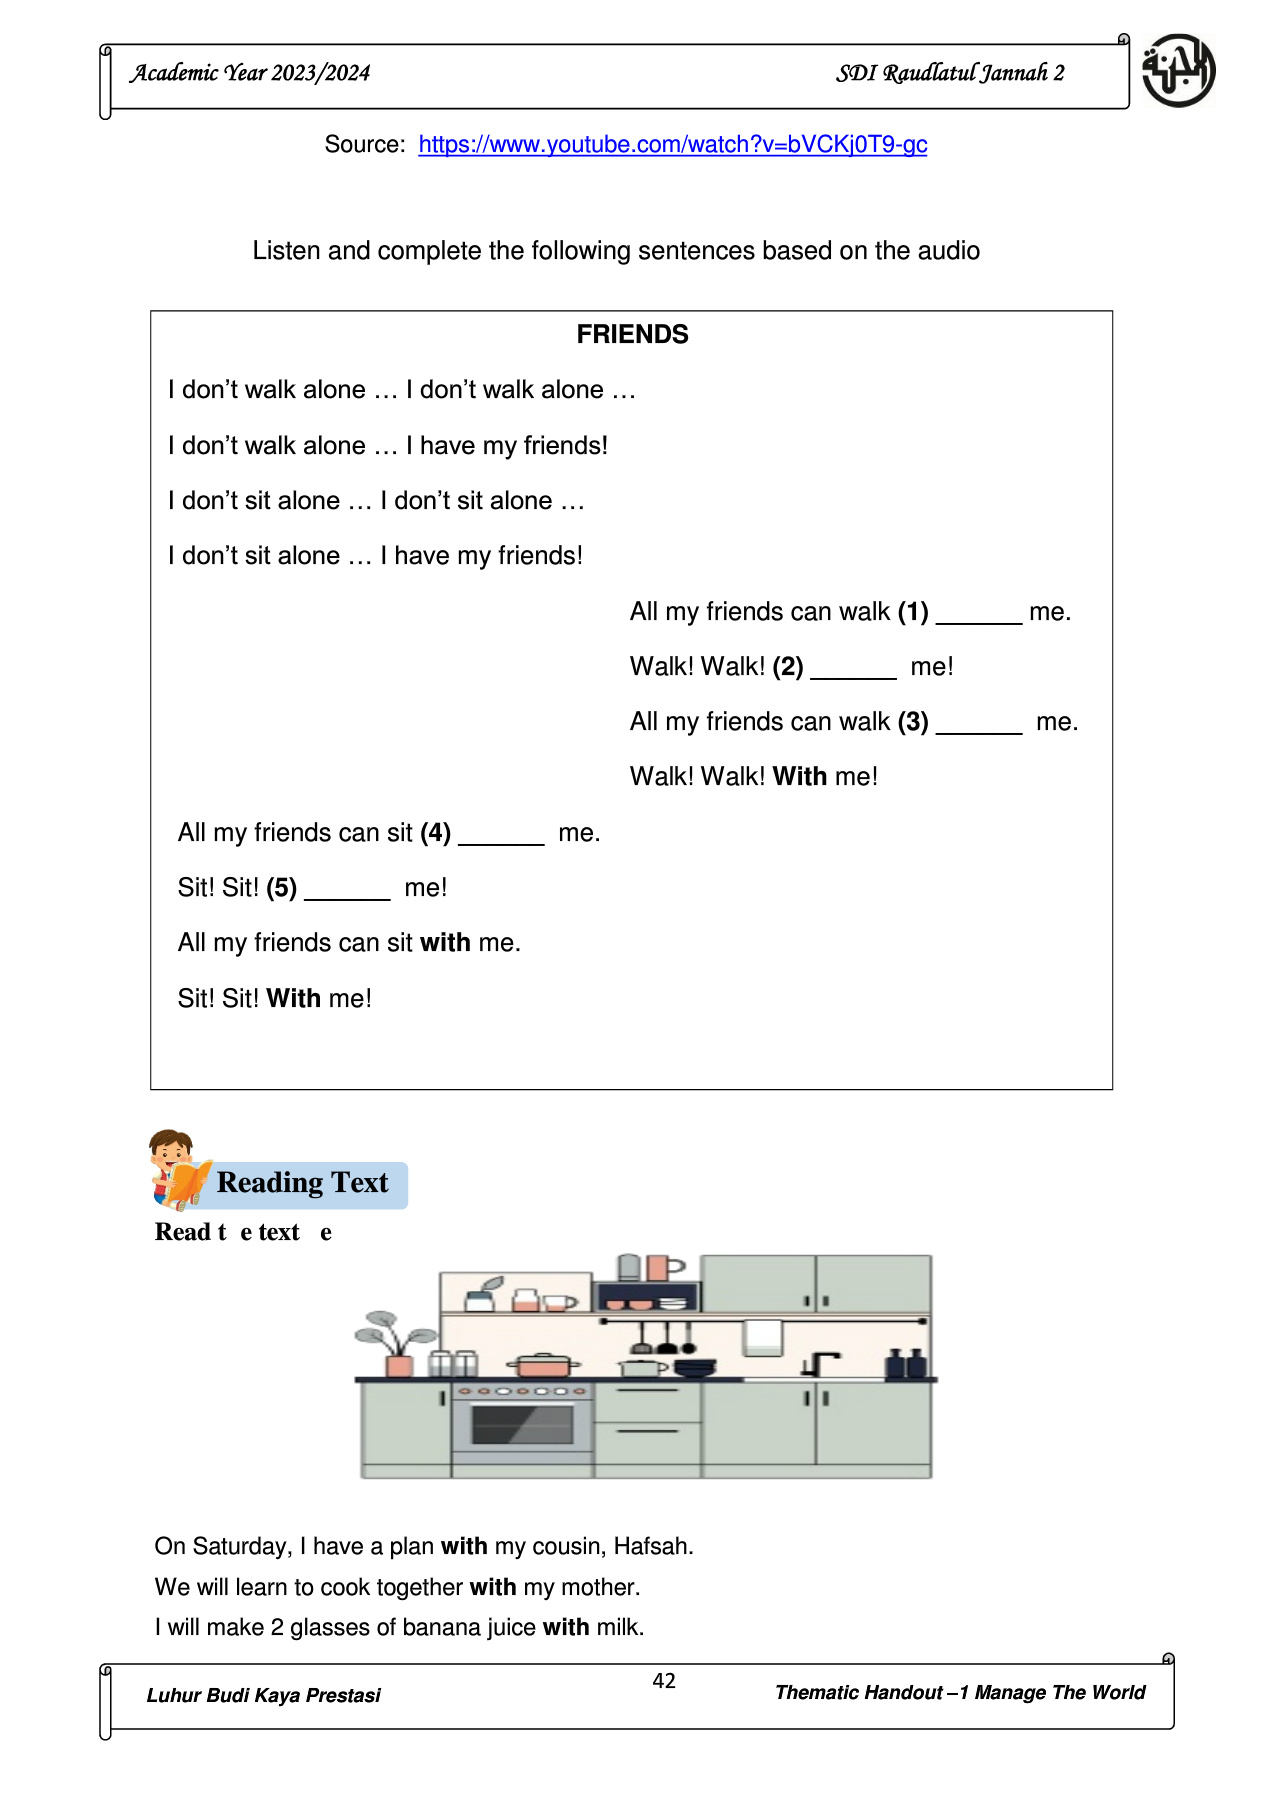 Academic Year 2023/2024 SDI Raudlatul Jannah 2
Source: https://www.youtube.com/watch?v=bVCKj0T9-gc
Listen and complete the following sentences based on the audio
FRIENDS
I don’t walk alone … I don’t walk alone …
I don’t walk alone … I have my friends!
I don’t sit alone … I don’t sit alone …
I don’t sit alone … I have my friends!
All my friends can walk (1) ______ me.
Walk! Walk! (2) ______ me!
All my friends can walk (3) ______ me.
Walk! Walk! With me!
All my friends can sit (4) ______ me.
Sit! Sit! (5) ______ me!
All my friends can sit with me.
Sit! Sit! With me!
Reading Text
Read t e text e
On Saturday, I have a plan with my cousin, Hafsah.
We will learn to cook together with my mother.
I will make 2 glasses of banana juice with milk.
42
Luhur Budi Kaya Prestasi Thematic Handout –1 Manage The World